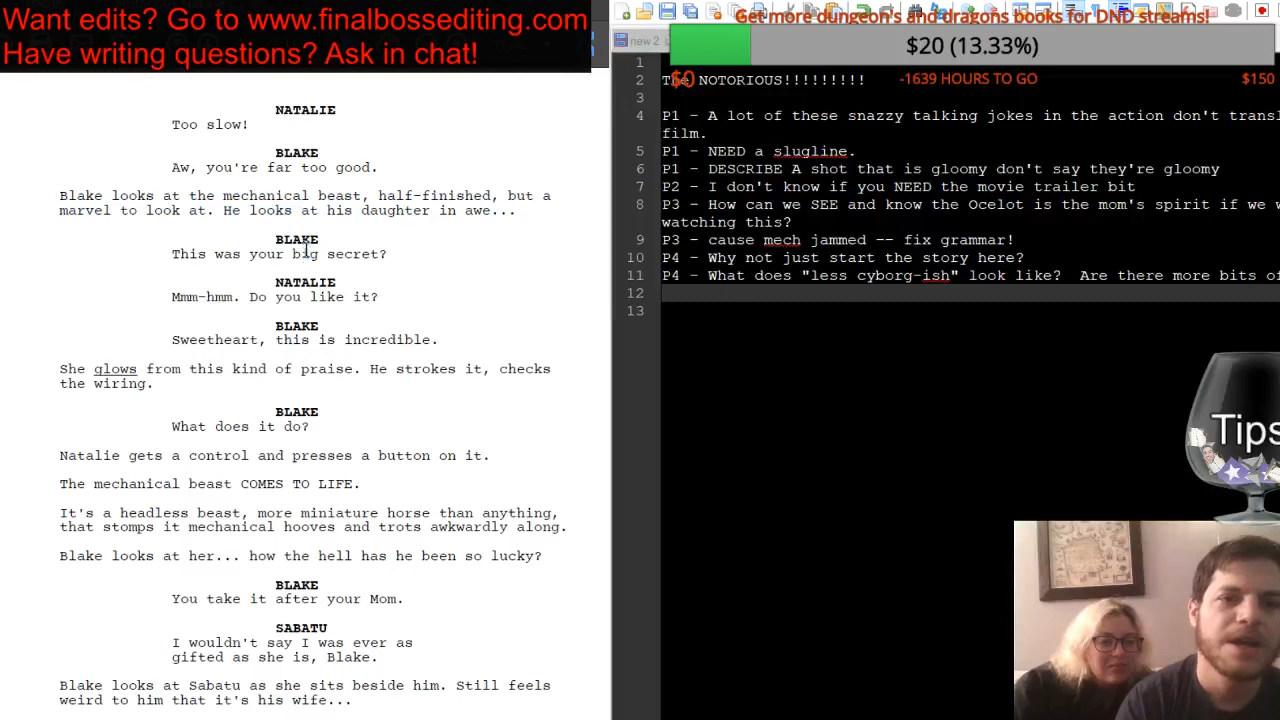 Want edits? Go to www.finalbossediting.com
Have writing questions? Ask in chat!
NATALIE
Too slow!
BLAKE
Aw, you're far too good.
Blake looks at the mechanical beast, half-finished, but a
marvel to look at. He looks at his daughter in awe...
BLAKE
This was your big secret?
NATALIE
Mmm-hmm. Do you like it?
BLAKE
Sweetheart, this is incredible.
She glows from this kind of praise. He strokes it, checks
the wiring.
BLAKE
What does it do?
Natalie gets a control and presses a button on it.
The mechanical beast COMES TO LIFE.
It's a headless beast, more miniature horse than anything,
that stomps it mechanical hooves and trots awkwardly along.
Blake looks at her... how the hell has he been so lucky?
BLAKE
You take it after your Mom.
SABATU
I wouldn't say I was ever as
gifted as she is, Blake.
Blake looks at Sabatu as she sits beside him. Still feels
weird to him that it's his wife...
Get more dungeon's and dragons books for DND streams!
new 2
$20 (13.33%)
$0
-1639 HOURS TO GO
$150
1
2 The NOTORIOUS!!!!!!!!!
3
4 P1 - A lot of these snazzy talking jokes in the action don't
film.
5 P1 - NEED a slugline.
6 P1 - DESCRIBE A shot that is gloomy don't say they're gloomy
7 P2 - I don't know if you NEED the movie trailer bit
8 P3 - How can we SEE and know the Ocelot is the mom's spirit if we
watching this?
9 P3 - cause mech jammed -- fix grammar!
10 P4 - Why not just start the story here?
11 P4 - What does "less cyborg-ish" look like? Are there more bits
12
13
Tips